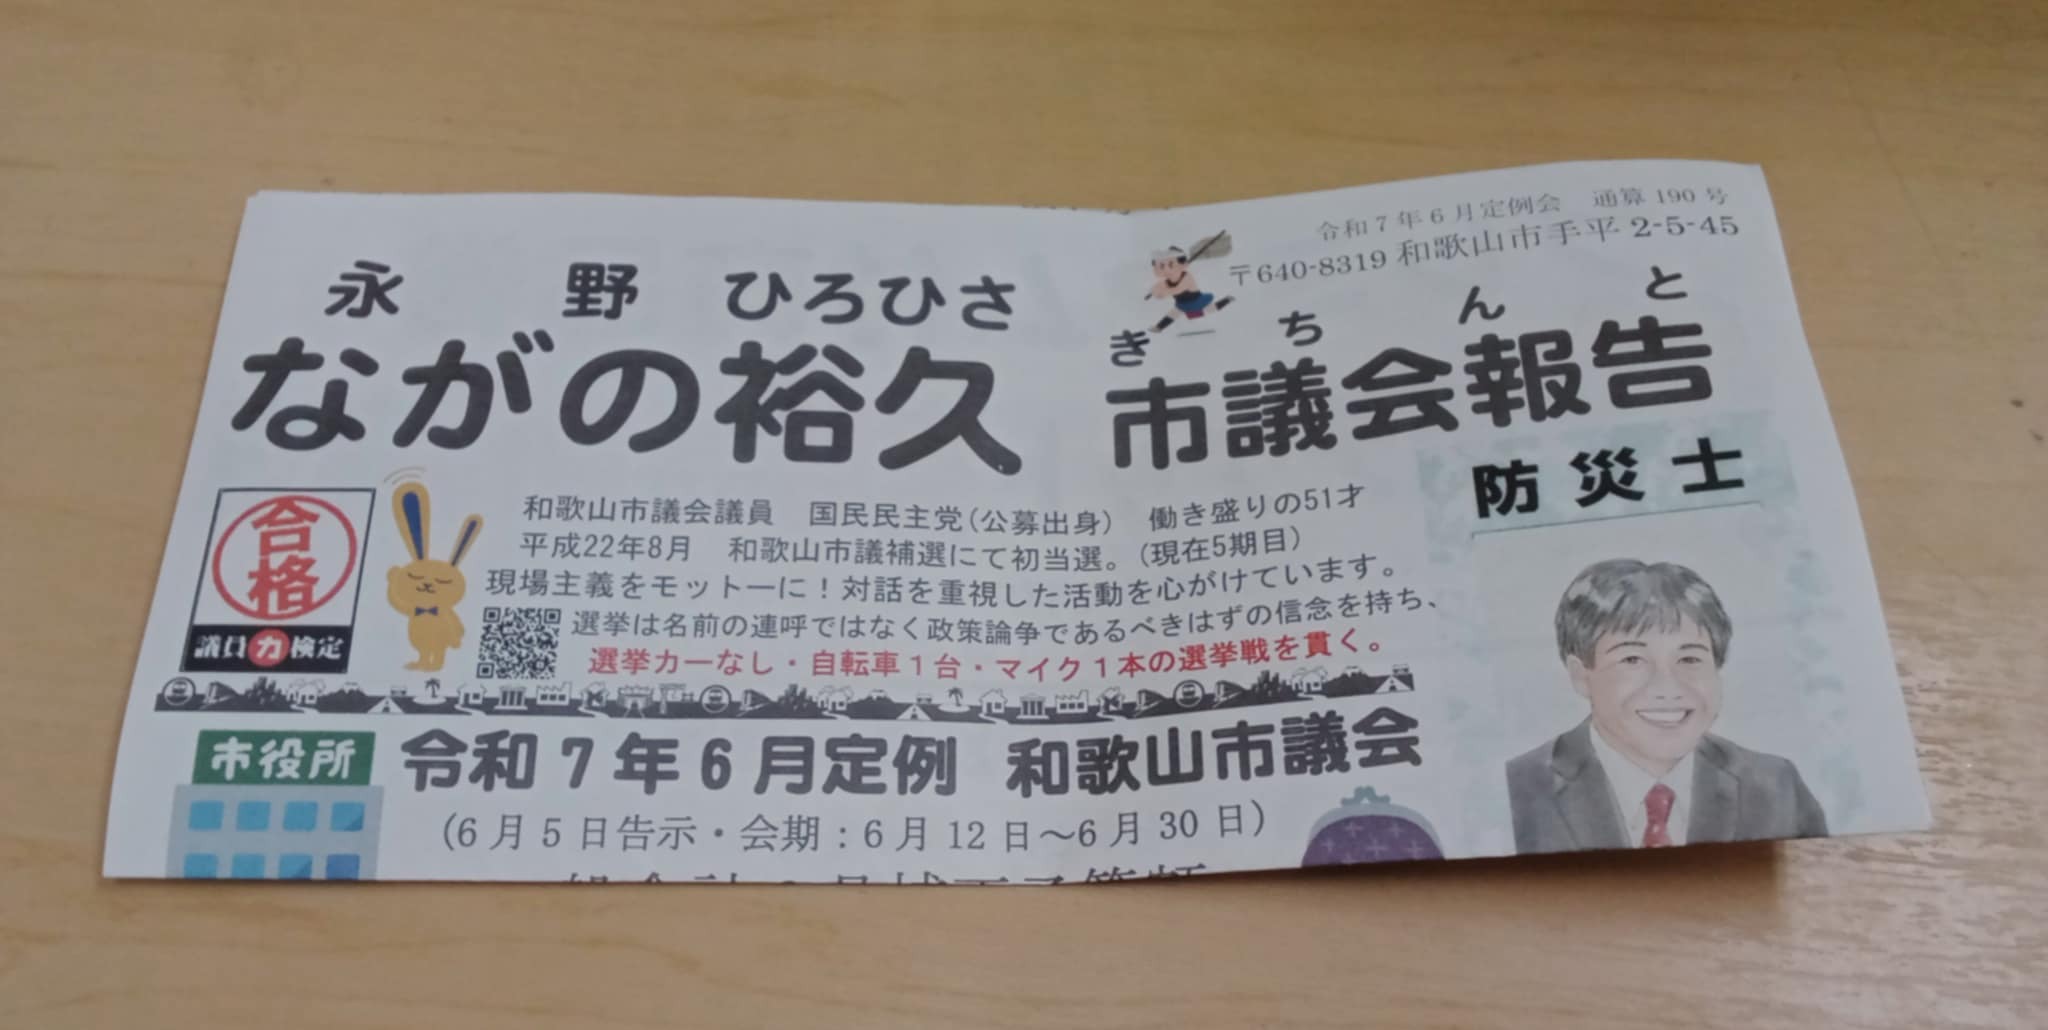 令和7年6月定例会　通算190号
〒640-8319 和歌山市手平2-5-45
永　野　ひろひさ
ながの裕久
きちんと
市議会報告
防災士
合格
議員力検定
和歌山市議会議員　国民民主党(公募出身)　働き盛りの51才
平成22年8月　和歌山市議補選にて初当選。(現在5期目)
現場主義をモットーに！対話を重視した活動を心がけています。
選挙は名前の連呼ではなく政策論争であるべきはずの信念を持ち、
選挙カーなし・自転車1台・マイク1本の選挙戦を貫く。
市役所
令和7年6月定例　和歌山市議会
(6月5日告示・会期：6月12日～6月30日)